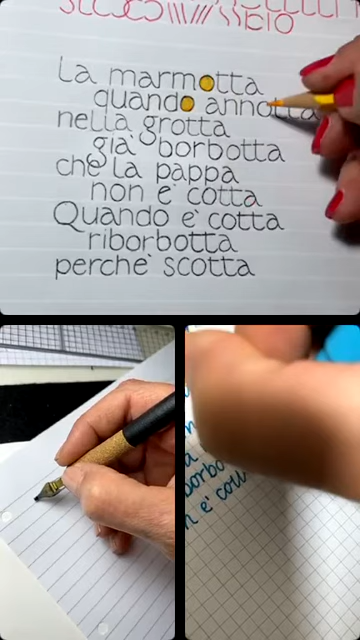 La marmotta
quando annotta
nella grotta
già borbotta
che la pappa
non è cotta
Quando è cotta
riborbotta
perchè scotta
è